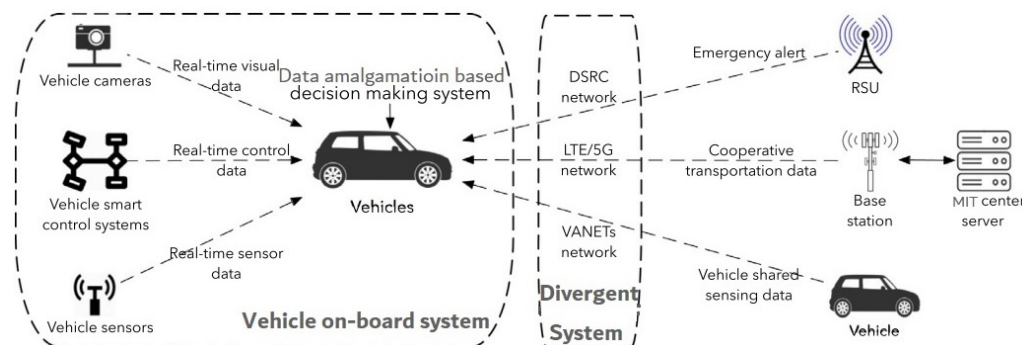 Vehicle cameras
Real-time visual
data
Data amalgamatioin based
decision making system
Vehicle smart
control systems
Real-time control
data
Vehicles
Vehicle sensors
Real-time sensor
data
Vehicle on-board system
DSRC
network
LTE/5G
network
VANETs
network
Divergent
System
Emergency alert
RSU
Cooperative
transportation data
Base
station
MIT center
server
Vehicle shared
sensing data
Vehicle